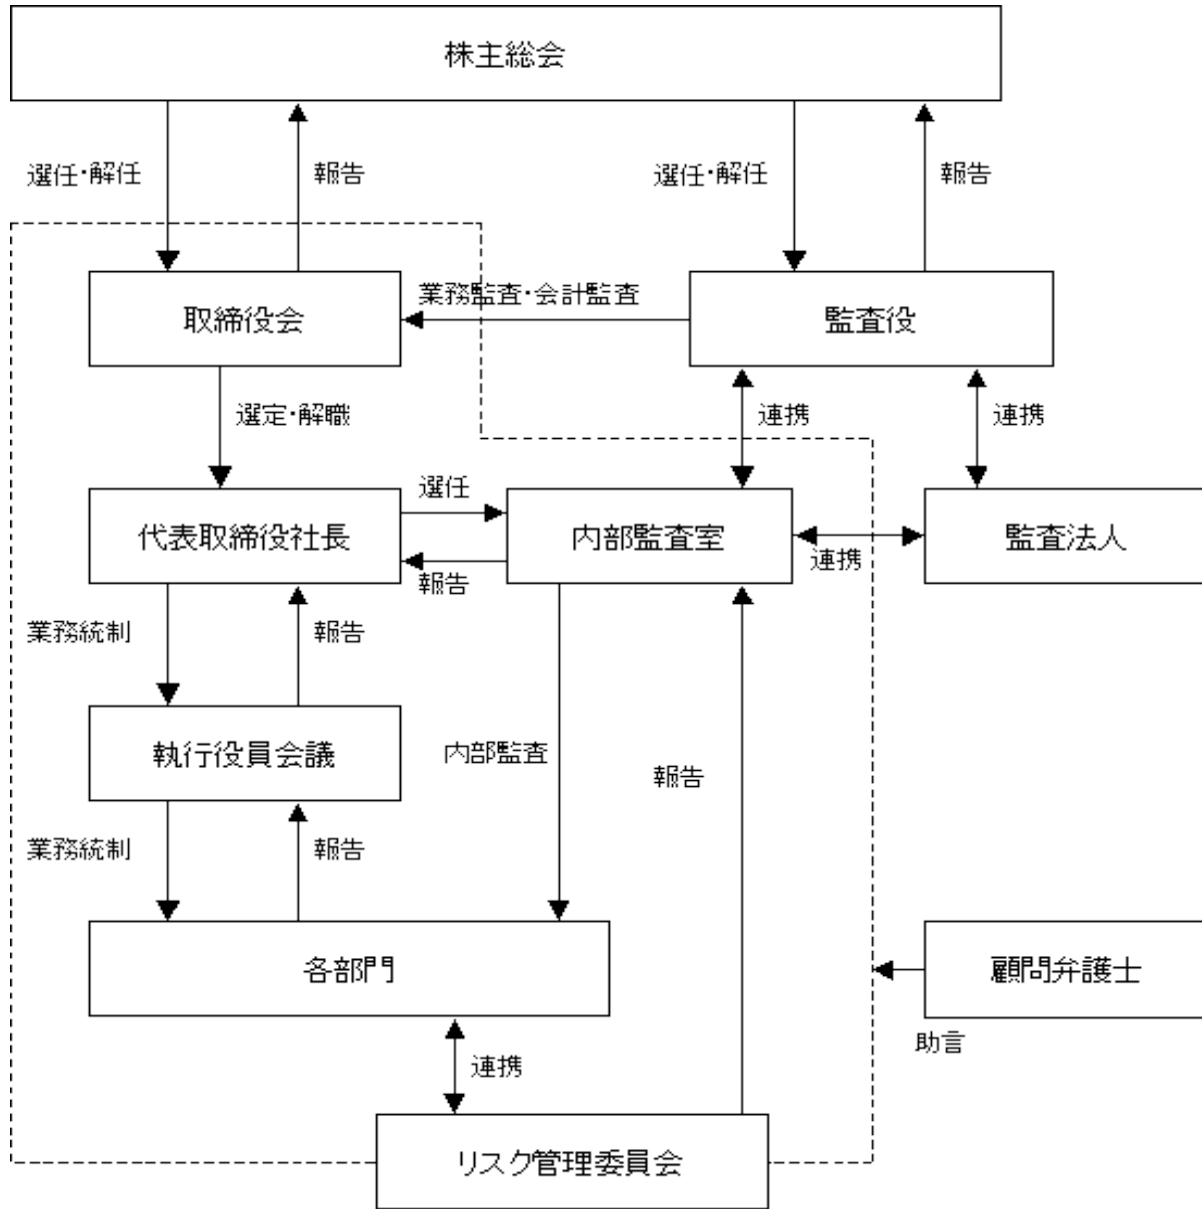 株主総会
選任・解任
報告
選任・解任
報告
取締役会
業務監査・会計監査
監査役
選定・解職
連携
連携
代表取締役社長
選任
報告
内部監査室
連携
監査法人
業務統制
報告
執行役員会議
内部監査
報告
業務統制
報告
各部門
顧問弁護士
助言
連携
リスク管理委員会